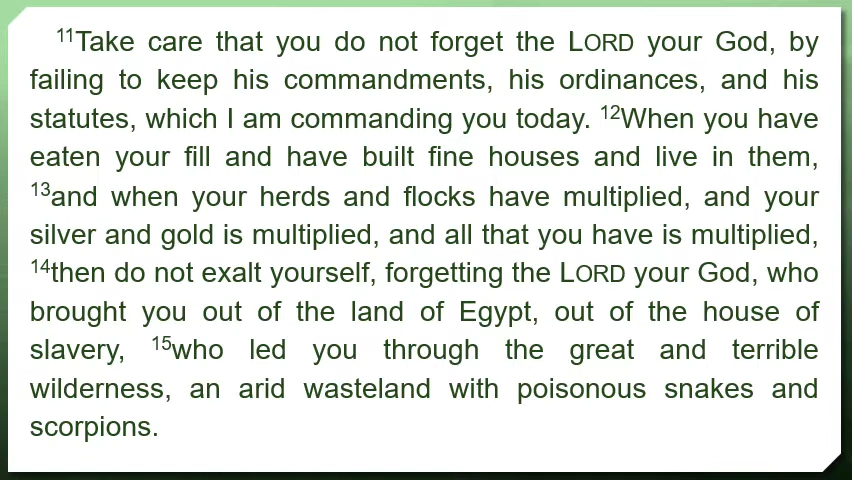 ¹¹Take care that you do not forget the LORD your God, by
failing to keep his commandments, his ordinances, and his
statutes, which I am commanding you today. ¹²When you have
eaten your fill and have built fine houses and live in them,
¹³and when your herds and flocks have multiplied, and your
silver and gold is multiplied, and all that you have is multiplied,
¹⁴then do not exalt yourself, forgetting the LORD your God, who
brought you out of the land of Egypt, out of the house of
slavery, ¹⁵who led you through the great and terrible
wilderness, an arid wasteland with poisonous snakes and
scorpions.